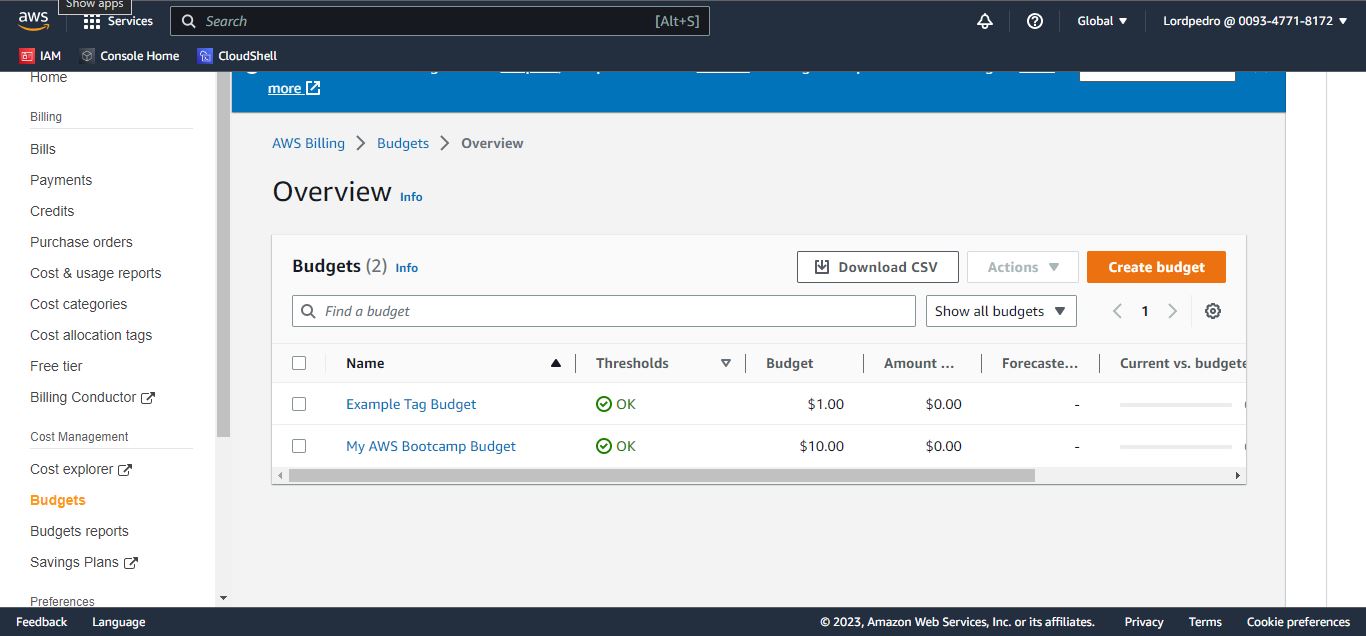 Show apps
aws
Services
Search
[Alt+S]
Global
Lordpedro @ 0093-4771-8172
IAM
Console Home
CloudShell
Home
Billing
Bills
Payments
Credits
Purchase orders
Cost & usage reports
Cost categories
Cost allocation tags
Free tier
Billing Conductor
Cost Management
Cost explorer
Budgets
Budgets reports
Savings Plans
Preferences
more
AWS Billing > Budgets > Overview
Overview Info
Budgets (2) Info
Download CSV
Actions
Create budget
Find a budget
Show all budgets
1
Name Thresholds Budget Amount ... Forecaste... Current vs. budgete
Example Tag Budget OK $1.00 $0.00 -
My AWS Bootcamp Budget OK $10.00 $0.00 -
Feedback Language © 2023, Amazon Web Services, Inc. or its affiliates. Privacy Terms Cookie preferences